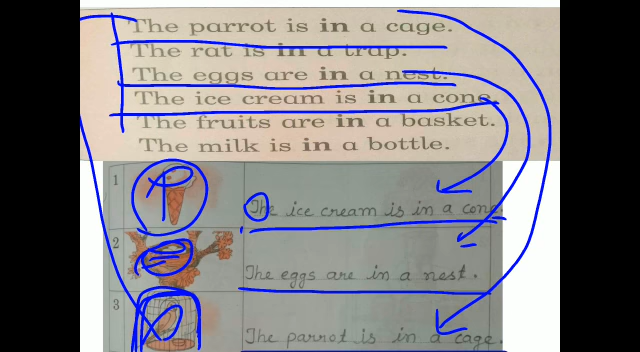 The parrot is in a cage.
The rat is in a trap.
The eggs are in a nest.
The ice cream is in a cone.
The fruits are in a basket.
The milk is in a bottle.
1 The ice cream is in a cone.
2 The eggs are in a nest.
3 The parrot is in a cage.